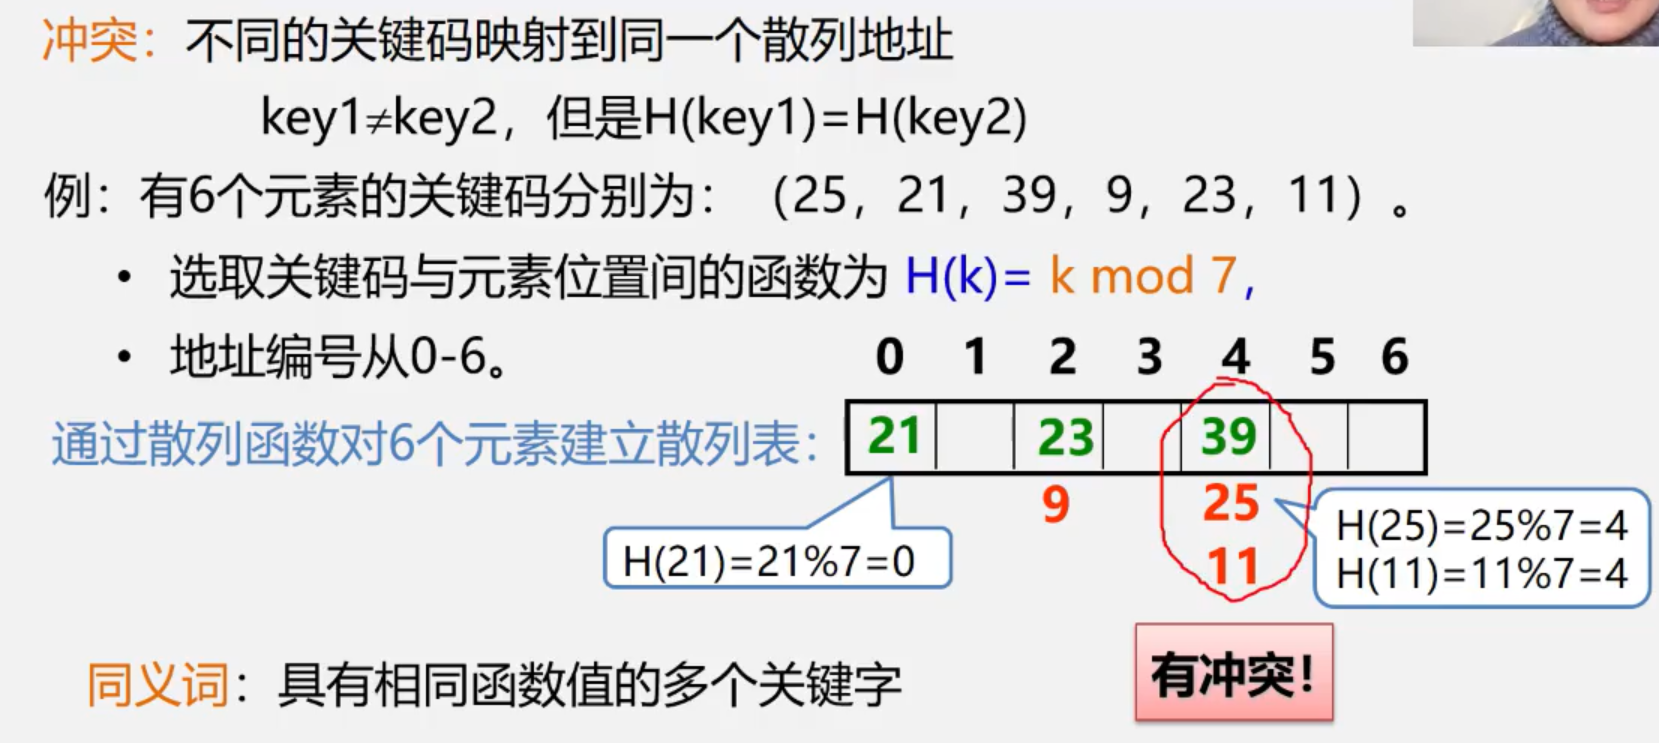 冲突：不同的关键码映射到同一个散列地址
key1≠key2，但是H(key1)=H(key2)
例：有6个元素的关键码分别为：（25，21，39，9，23，11）。
• 选取关键码与元素位置间的函数为 H(k)= k mod 7,
• 地址编号从0-6。
0 1 2 3 4 5 6
通过散列函数对6个元素建立散列表：
21 23 39
9 25
11
H(21)=21%7=0
H(25)=25%7=4
H(11)=11%7=4
有冲突！
同义词：具有相同函数值的多个关键字